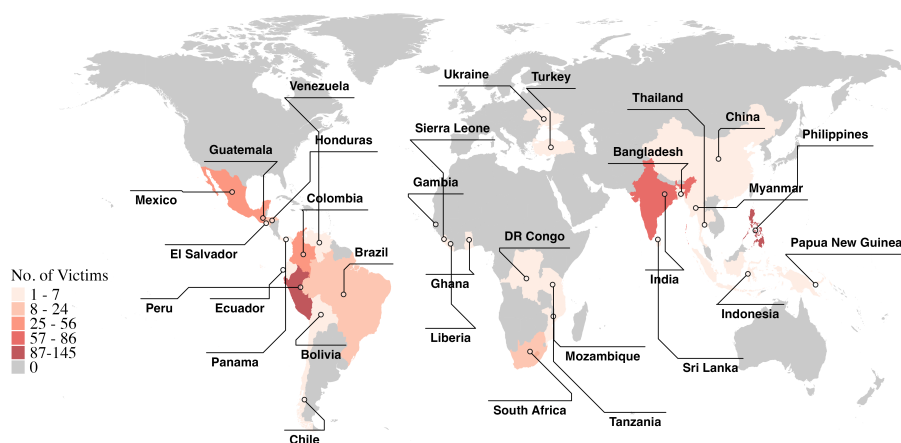 Ukraine
Turkey
Venezuela
Thailand
China
Sierra Leone
Philippines
Honduras
Guatemala
Bangladesh
Gambia
Myanmar
Mexico
Colombia
DR Congo
Papua New Guinea
El Salvador
Brazil
No. of Victims
1 - 7
8 - 24
25 - 56
57 - 86
87-145
0
Peru
Ecuador
Ghana
India
Indonesia
Liberia
Panama
Bolivia
Mozambique
Sri Lanka
South Africa
Tanzania
Chile